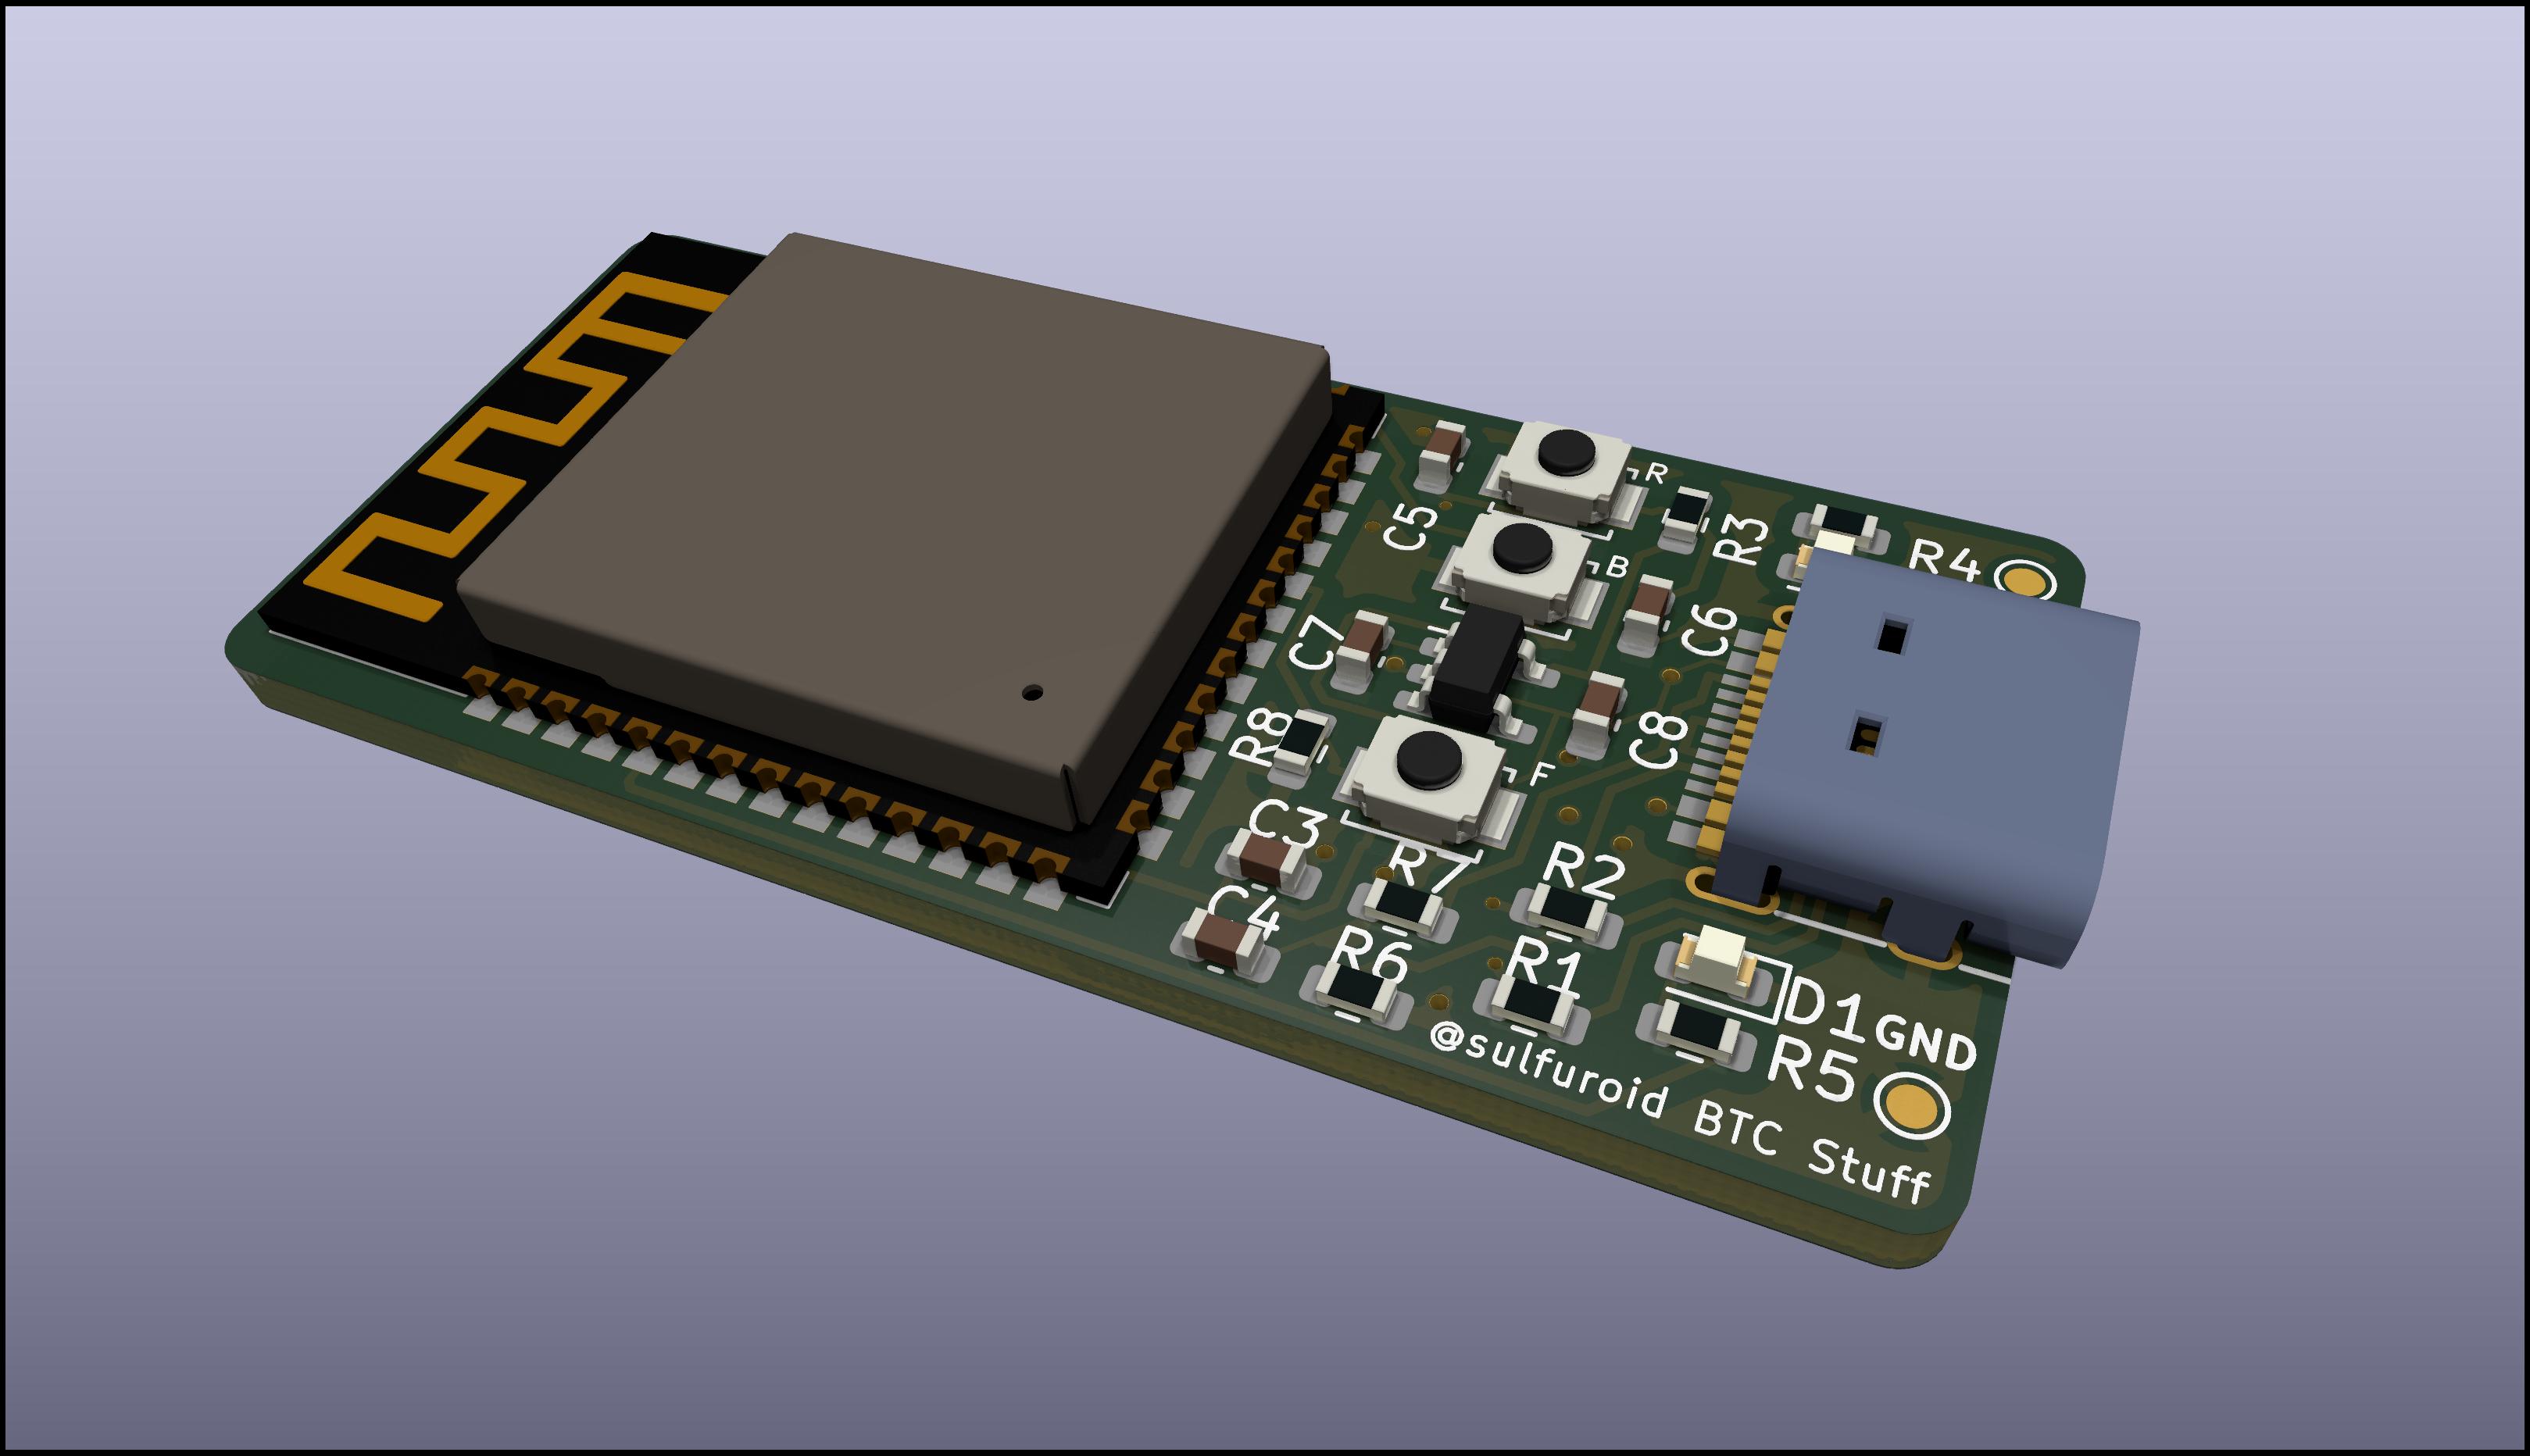 R
C5
R3
R4
B
C7
C6
R8
C8
F
C3
R7
R2
C4
R6
R1
D1
GND
R5
@sulfuroid BTC Stuff